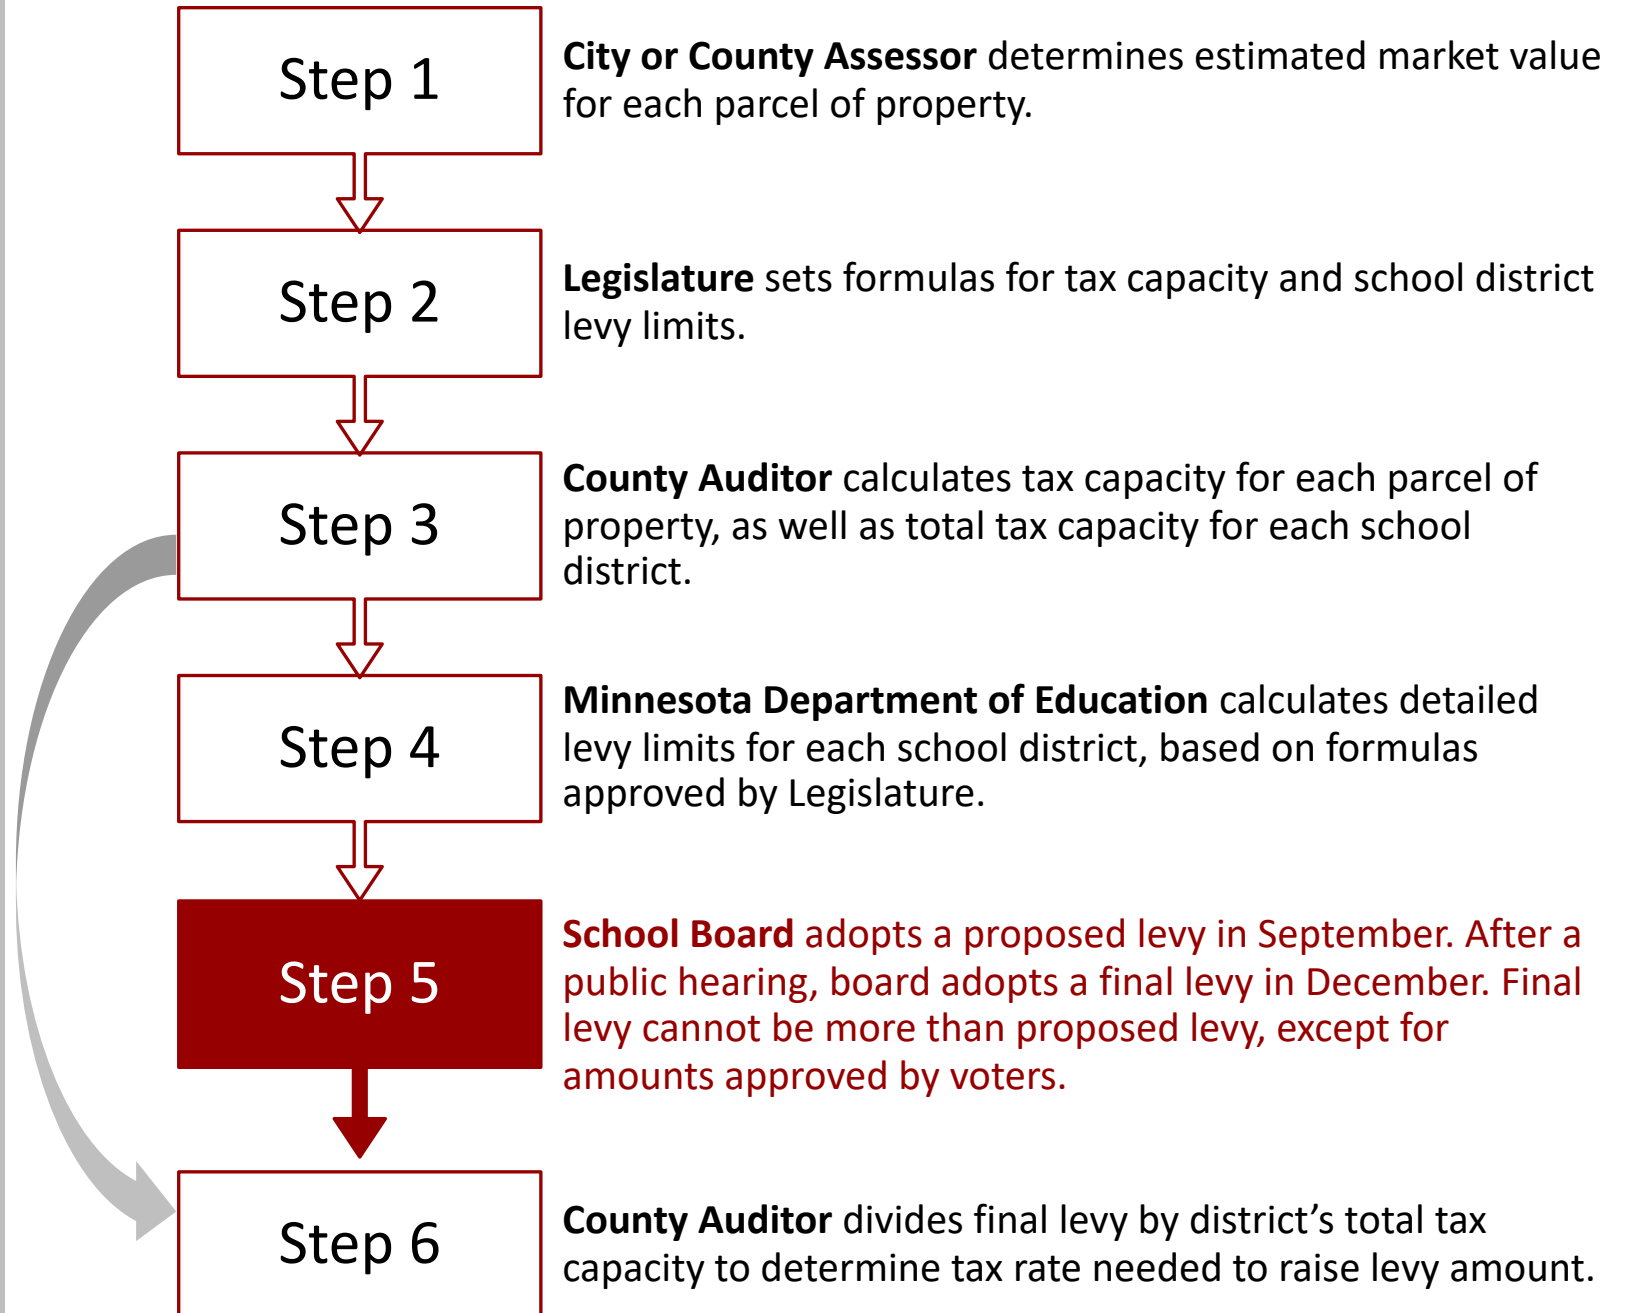 Step 1
City or County Assessor determines estimated market value
for each parcel of property.
Step 2
Legislature sets formulas for tax capacity and school district
levy limits.
Step 3
County Auditor calculates tax capacity for each parcel of
property, as well as total tax capacity for each school
district.
Step 4
Minnesota Department of Education calculates detailed
levy limits for each school district, based on formulas
approved by Legislature.
Step 5
School Board adopts a proposed levy in September. After a
public hearing, board adopts a final levy in December. Final
levy cannot be more than proposed levy, except for
amounts approved by voters.
Step 6
County Auditor divides final levy by district’s total tax
capacity to determine tax rate needed to raise levy amount.